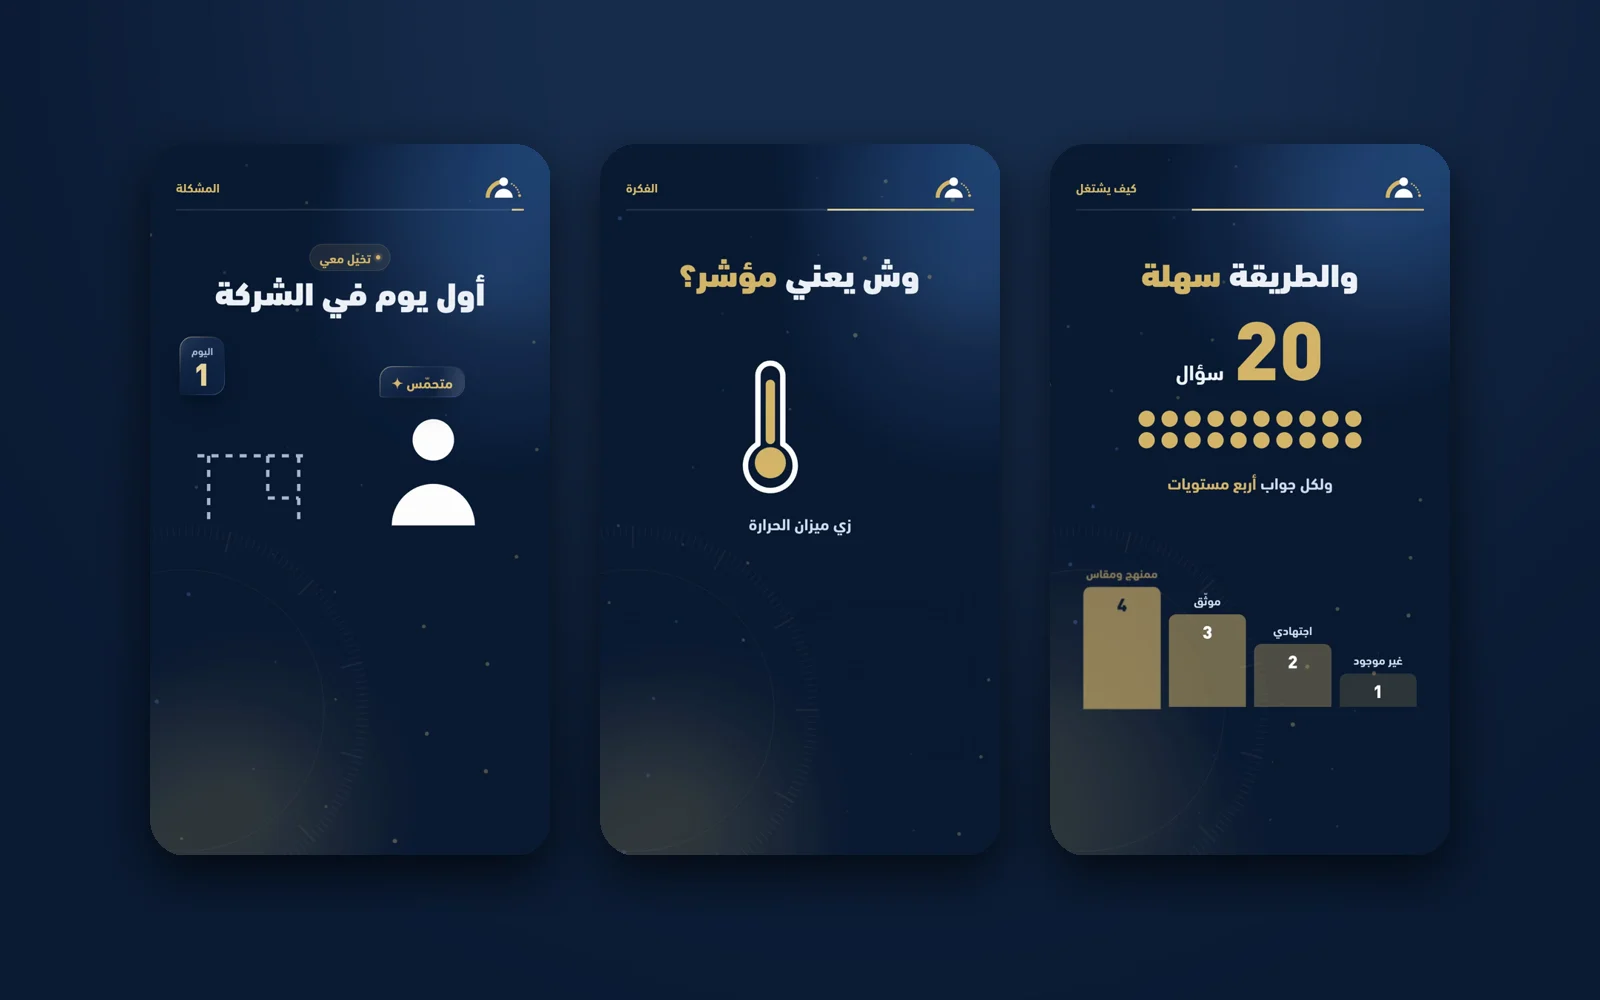 المشكلة
تخيّل معي
أول يوم في الشركة
اليوم
1
متحمّس
الفكرة
وش يعني مؤشر؟
زي ميزان الحرارة
كيف يشتغل
والطريقة سهلة
20 سؤال
ولكل جواب أربع مستويات
ممنهج ومقاس
4
موثّق
3
اجتهادي
2
غير موجود
1